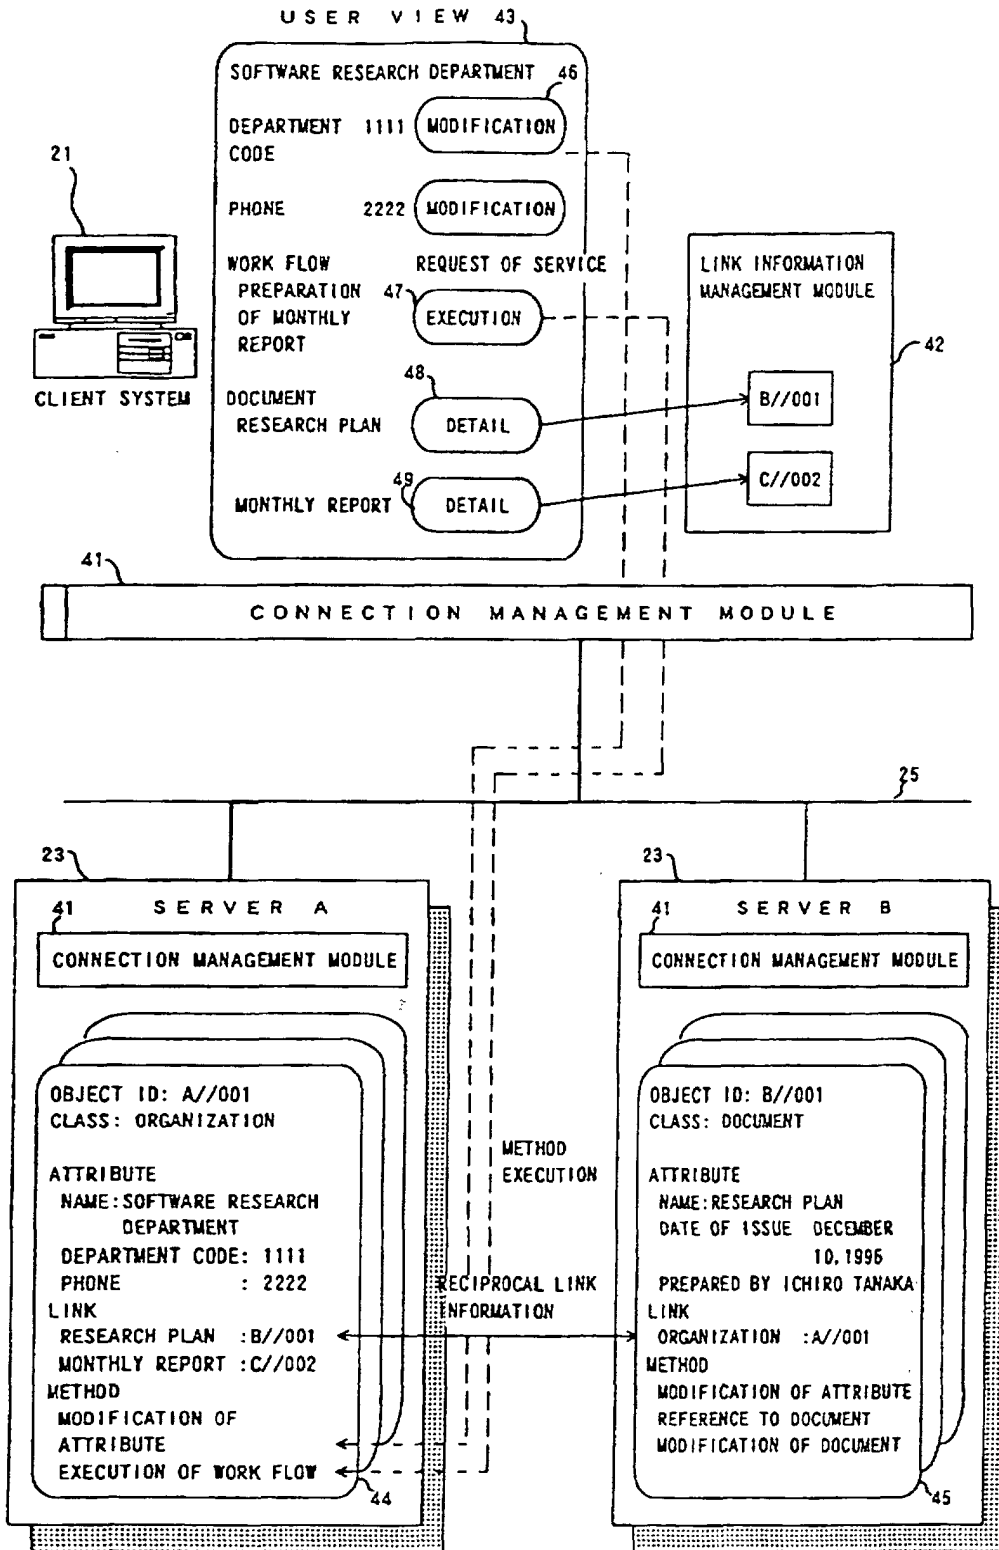 USER VIEW 43
SOFTWARE RESEARCH DEPARTMENT 46
DEPARTMENT CODE 1111 MODIFICATION
PHONE 2222 MODIFICATION
WORK FLOW REQUEST OF SERVICE
PREPARATION OF MONTHLY REPORT 47 EXECUTION
DOCUMENT 48
RESEARCH PLAN DETAIL
MONTHLY REPORT 49 DETAIL
21
CLIENT SYSTEM
LINK INFORMATION
MANAGEMENT MODULE
42
B//001
C//002
41
CONNECTION MANAGEMENT MODULE
25
23
SERVER A
41
CONNECTION MANAGEMENT MODULE
OBJECT ID: A//001
CLASS: ORGANIZATION
ATTRIBUTE
NAME:SOFTWARE RESEARCH
DEPARTMENT
DEPARTMENT CODE: 1111
PHONE : 2222
LINK
RESEARCH PLAN :B//001
MONTHLY REPORT :C//002
METHOD
MODIFICATION OF
ATTRIBUTE
EXECUTION OF WORK FLOW
44
METHOD
EXECUTION
RECIPROCAL LINK
INFORMATION
23
SERVER B
41
CONNECTION MANAGEMENT MODULE
OBJECT ID: B//001
CLASS: DOCUMENT
ATTRIBUTE
NAME:RESEARCH PLAN
DATE OF ISSUE DECEMBER
10,1996
PREPARED BY ICHIRO TANAKA
LINK
ORGANIZATION :A//001
METHOD
MODIFICATION OF ATTRIBUTE
REFERENCE TO DOCUMENT
MODIFICATION OF DOCUMENT
45